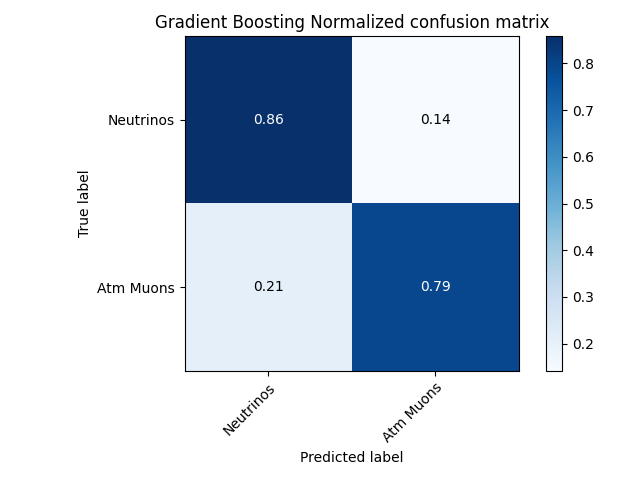 Gradient Boosting Normalized confusion matrix
True label
Neutrinos
Atm Muons
0.86
0.14
0.21
0.79
Neutrinos
Atm Muons
Predicted label
0.8
0.7
0.6
0.5
0.4
0.3
0.2